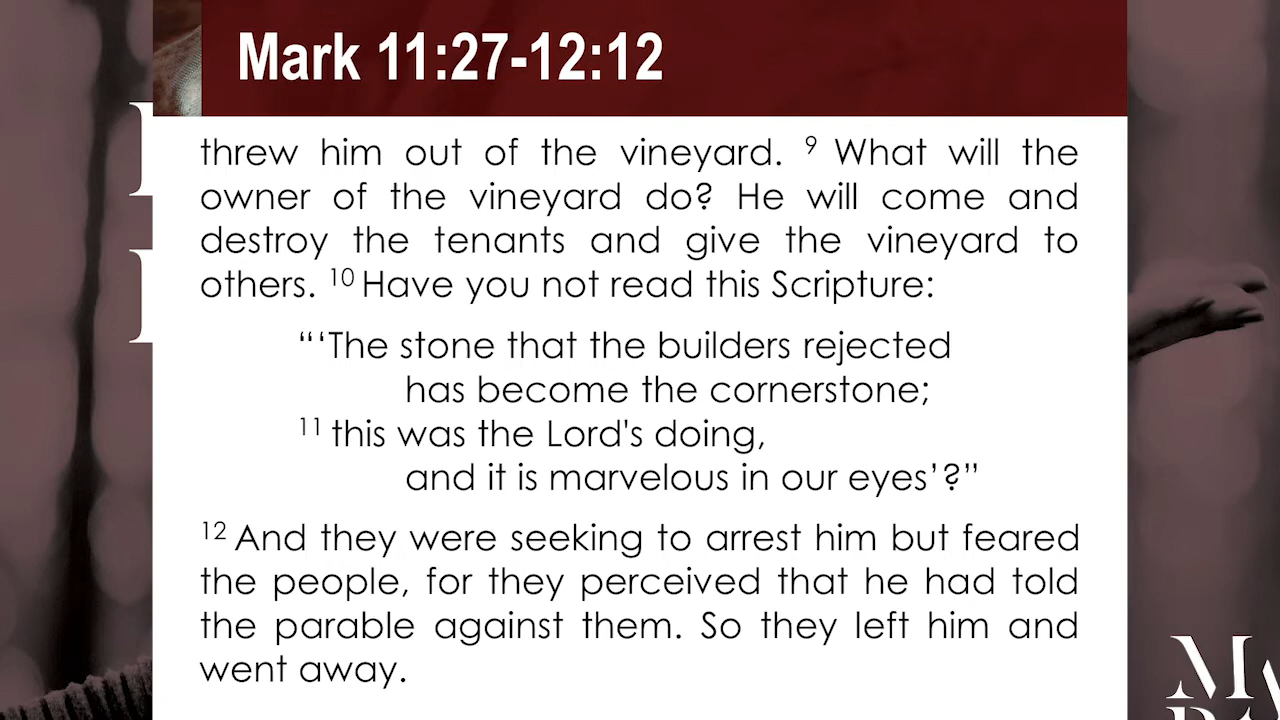 Mark 11:27-12:12
threw him out of the vineyard. 9 What will the
owner of the vineyard do? He will come and
destroy the tenants and give the vineyard to
others. 10 Have you not read this Scripture:
“‘The stone that the builders rejected
has become the cornerstone;
11 this was the Lord's doing,
and it is marvelous in our eyes’?”
12 And they were seeking to arrest him but feared
the people, for they perceived that he had told
the parable against them. So they left him and
went away.